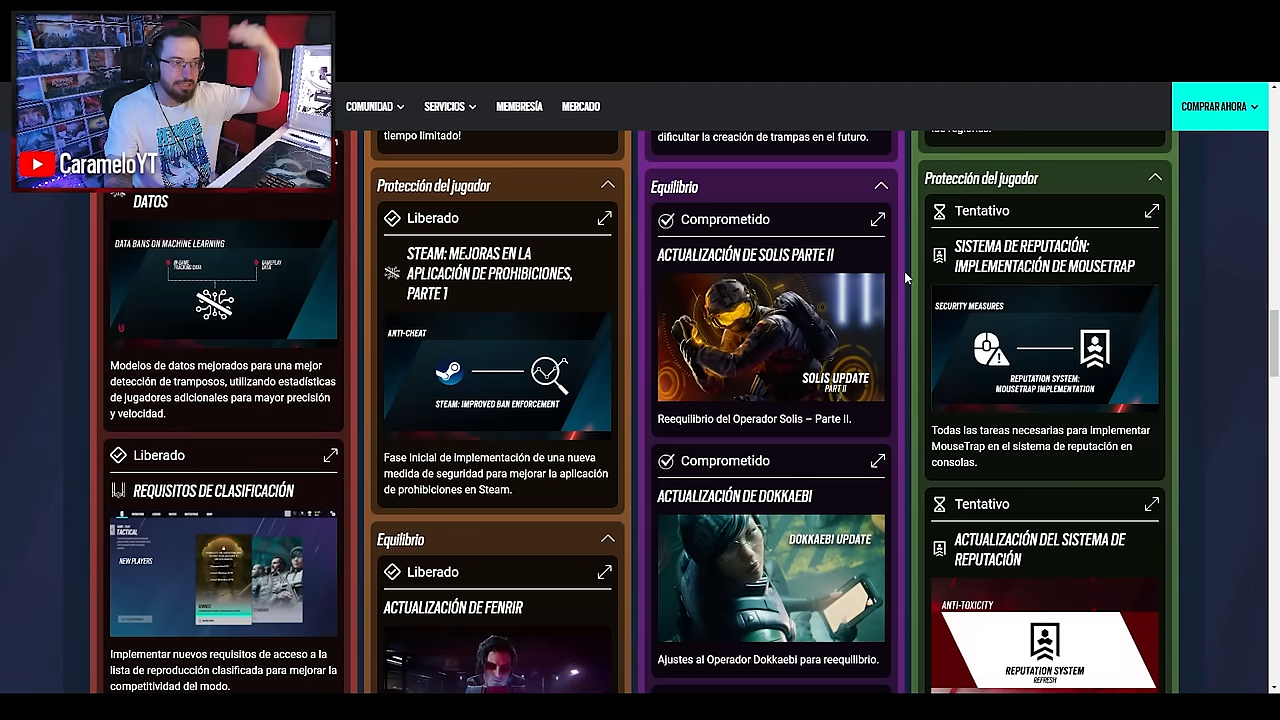 CarameloYT
COMUNIDAD
SERVICIOS
MEMBRESÍA
MERCADO
COMPRAR AHORA
DATOS
DATA BANS ON MACHINE LEARNING
IN-GAME
TRACKING DATA
GAMEPLAY
DATA
Modelos de datos mejorados para una mejor
detección de tramposos, utilizando estadísticas
de jugadores adicionales para mayor precisión
y velocidad.
Liberado
REQUISITOS DE CLASIFICACIÓN
TACTICAL
NEW PLAYERS
Implementar nuevos requisitos de acceso a la
lista de reproducción clasificada para mejorar la
competitividad del modo.
tiempo limitado!
Protección del jugador
Liberado
STEAM: MEJORAS EN LA
APLICACIÓN DE PROHIBICIONES,
PARTE 1
ANTI-CHEAT
STEAM: IMPROVED BAN ENFORCEMENT
Fase inicial de implementación de una nueva
medida de seguridad para mejorar la aplicación
de prohibiciones en Steam.
Equilibrio
Liberado
ACTUALIZACIÓN DE FENRIR
dificultar la creación de trampas en el futuro.
Equilibrio
Comprometido
ACTUALIZACIÓN DE SOLIS PARTE II
SOLIS UPDATE
PART II
Reequilibrio del Operador Solis – Parte II.
Comprometido
ACTUALIZACIÓN DE DOKKAEBI
DOKKAEBI UPDATE
Ajustes al Operador Dokkaebi para reequilibrio.
Protección del jugador
Tentativo
SISTEMA DE REPUTACIÓN:
IMPLEMENTACIÓN DE MOUSETRAP
SECURITY MEASURES
REPUTATION SYSTEM:
MOUSETRAP IMPLEMENTATION
Todas las tareas necesarias para implementar
MouseTrap en el sistema de reputación en
consolas.
Tentativo
ACTUALIZACIÓN DEL SISTEMA DE
REPUTACIÓN
ANTI-TOXICITY
REPUTATION SYSTEM
REFRESH